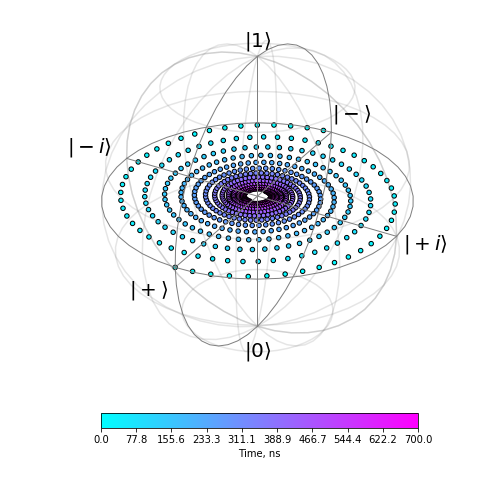 |1⟩
|−⟩
|−i⟩
|+i⟩
|+⟩
|0⟩
0.0 77.8 155.6 233.3 311.1 388.9 466.7 544.4 622.2 700.0
Time, ns